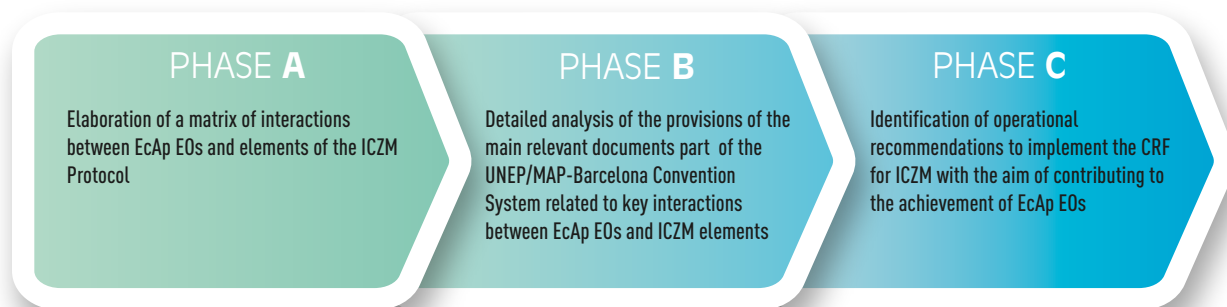 PHASE A
Elaboration of a matrix of interactions
between EcAp EOs and elements of the ICZM
Protocol
PHASE B
Detailed analysis of the provisions of the
main relevant documents part of the
UNEP/MAP-Barcelona Convention
System related to key interactions
between EcAp EOs and ICZM elements
PHASE C
Identification of operational
recommendations to implement the CRF
for ICZM with the aim of contributing to
the achievement of EcAp EOs